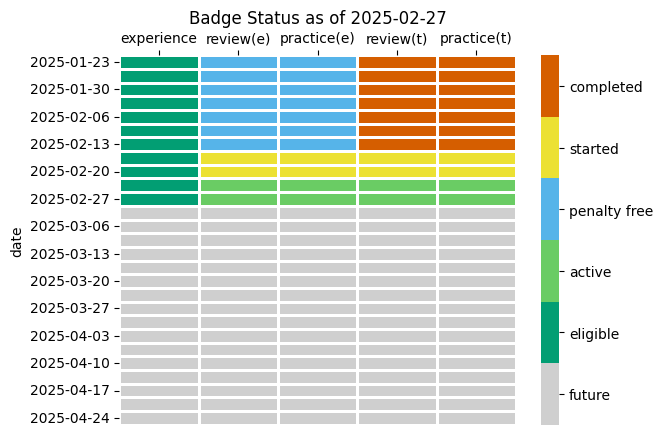 Badge Status as of 2025-02-27
experience review(e) practice(e) review(t) practice(t)
date
2025-01-23
2025-01-30
2025-02-06
2025-02-13
2025-02-20
2025-02-27
2025-03-06
2025-03-13
2025-03-20
2025-03-27
2025-04-03
2025-04-10
2025-04-17
2025-04-24
completed
started
penalty free
active
eligible
future